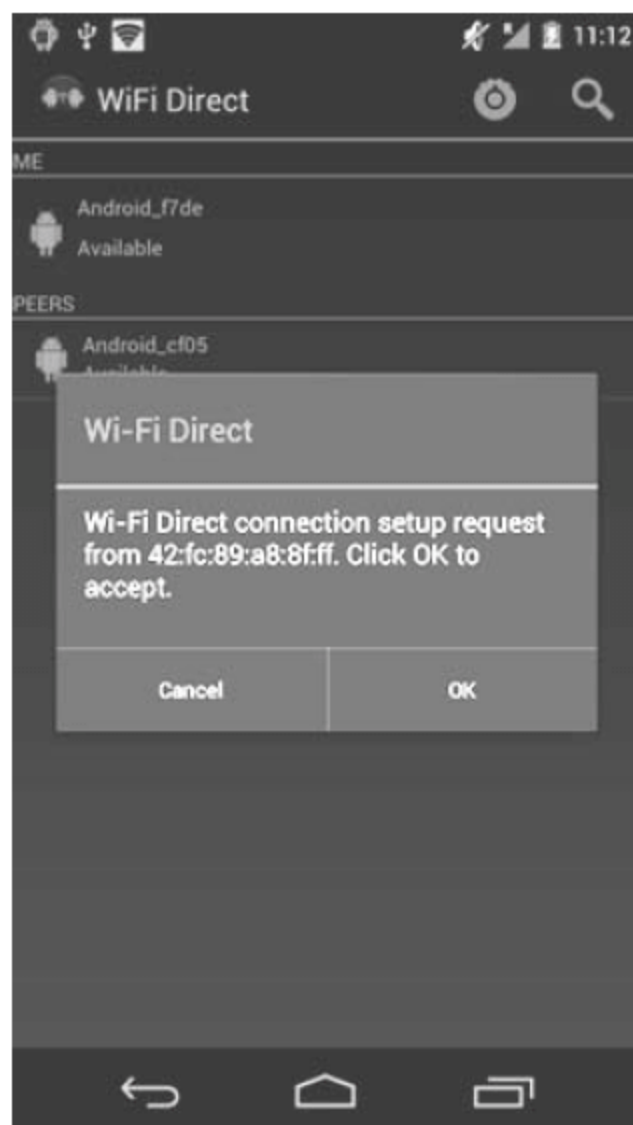 11:12
WiFi Direct
ME
Android_f7de
Available
PEERS
Android_cf05
Available
Wi-Fi Direct
Wi-Fi Direct connection setup request
from 42:fc:89:a8:8f:ff. Click OK to
accept.
Cancel
OK